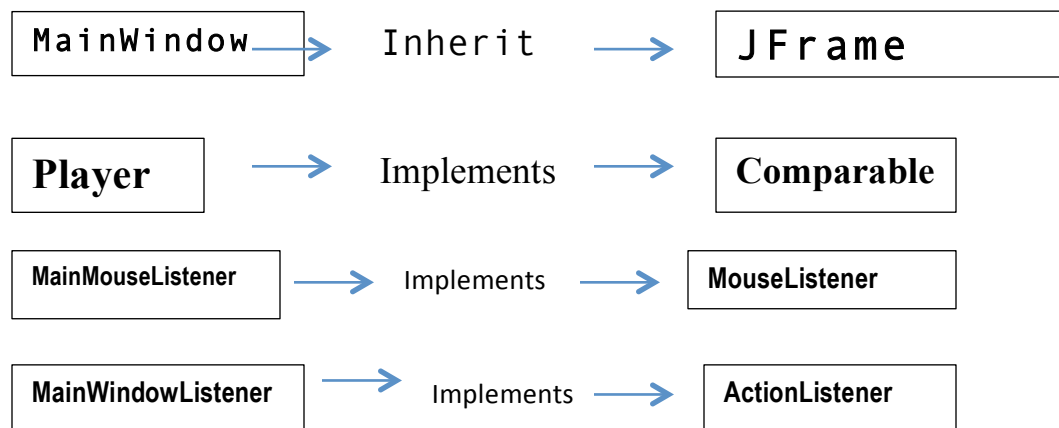 MainWindow Inherit JFrame
Player Implements Comparable
MainMouseListener Implements MouseListener
MainWindowListener Implements ActionListener